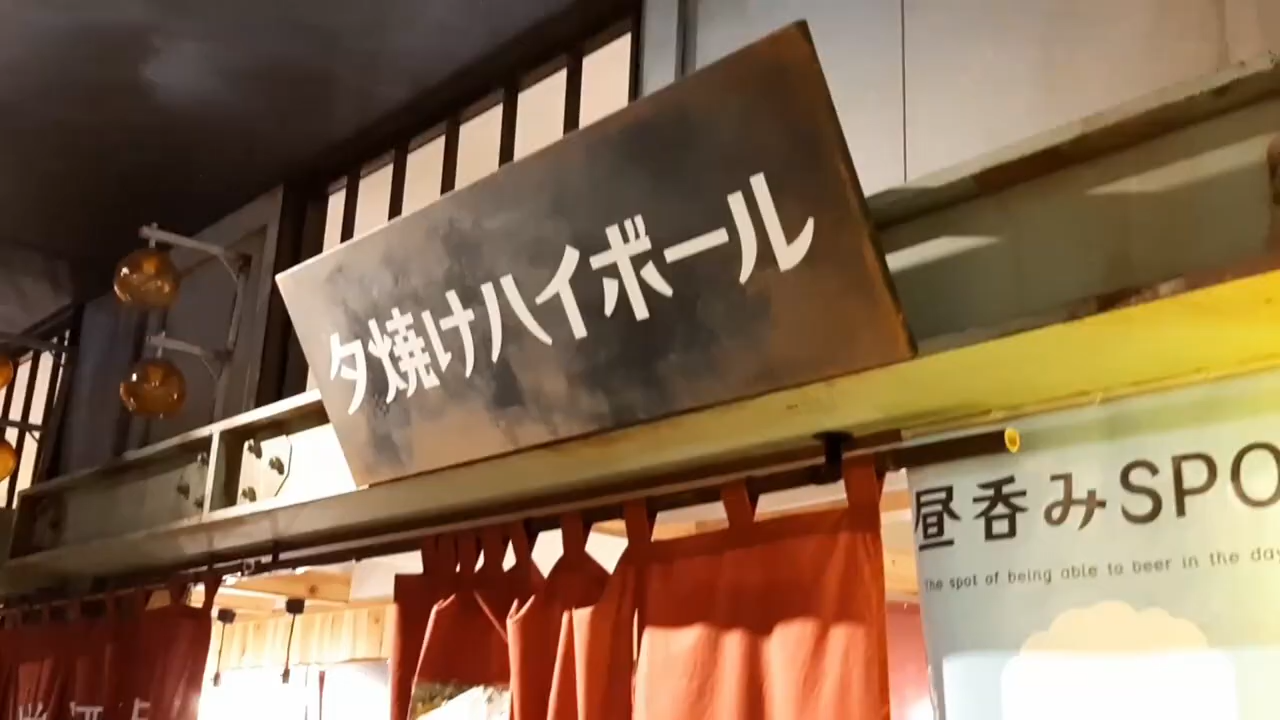 夕焼けハイボール
昼呑みSPO
the spot of being able to beer in the day